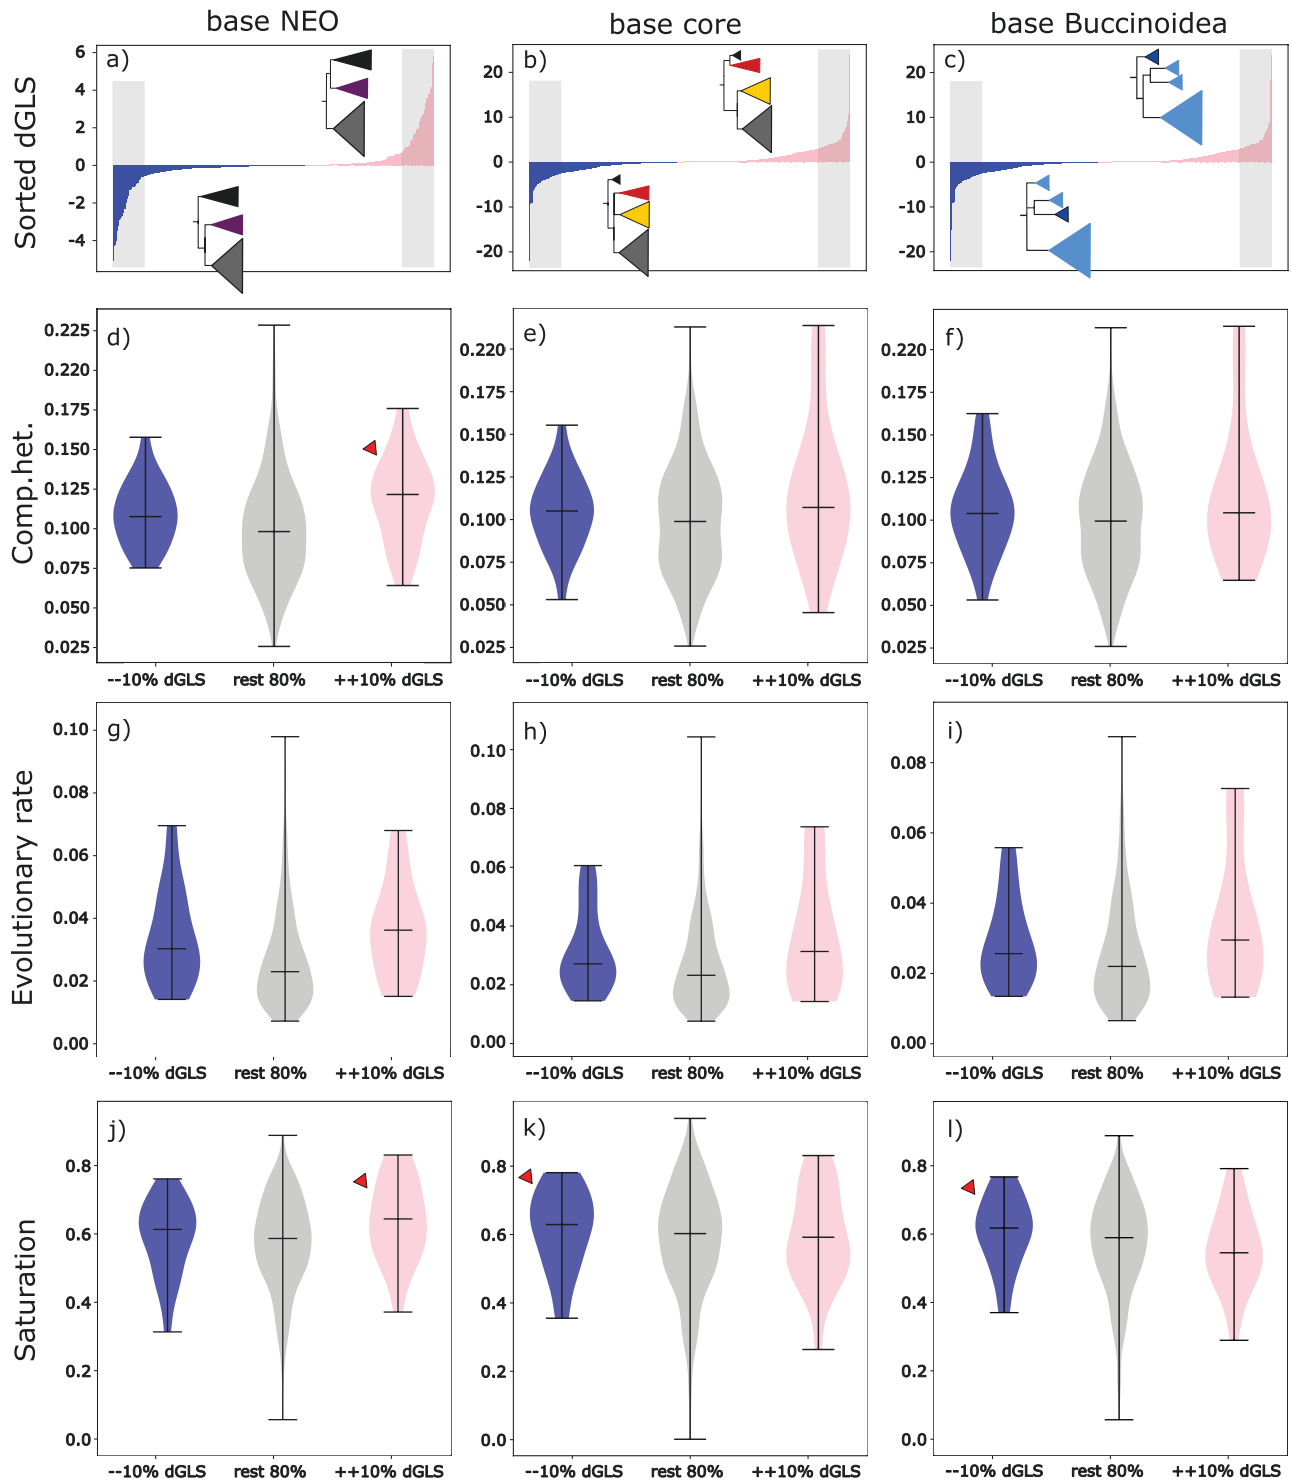 base NEO
base core
base Buccinoidea
Sorted dGLS
a)
6
4
2
0
-2
-4
b)
20
10
0
-10
-20
c)
20
10
0
-10
-20
Comp.het.
d)
0.225
0.200
0.175
0.150
0.125
0.100
0.075
0.050
0.025
--10% dGLS rest 80% ++10% dGLS
e)
0.220
0.175
0.150
0.125
0.100
0.075
0.050
0.025
--10% dGLS rest 80% ++10% dGLS
f)
0.220
0.175
0.150
0.125
0.100
0.075
0.050
0.025
--10% dGLS rest 80% ++10% dGLS
Evolutionary rate
g)
0.10
0.08
0.06
0.04
0.02
0.00
--10% dGLS rest 80% ++10% dGLS
h)
0.10
0.08
0.06
0.04
0.02
0.00
--10% dGLS rest 80% ++10% dGLS
i)
0.08
0.06
0.04
0.02
0.00
--10% dGLS rest 80% ++10% dGLS
Saturation
j)
0.8
0.6
0.4
0.2
0.0
--10% dGLS rest 80% ++10% dGLS
k)
0.8
0.6
0.4
0.2
0.0
--10% dGLS rest 80% ++10% dGLS
l)
0.8
0.6
0.4
0.2
0.0
--10% dGLS rest 80% ++10% dGLS